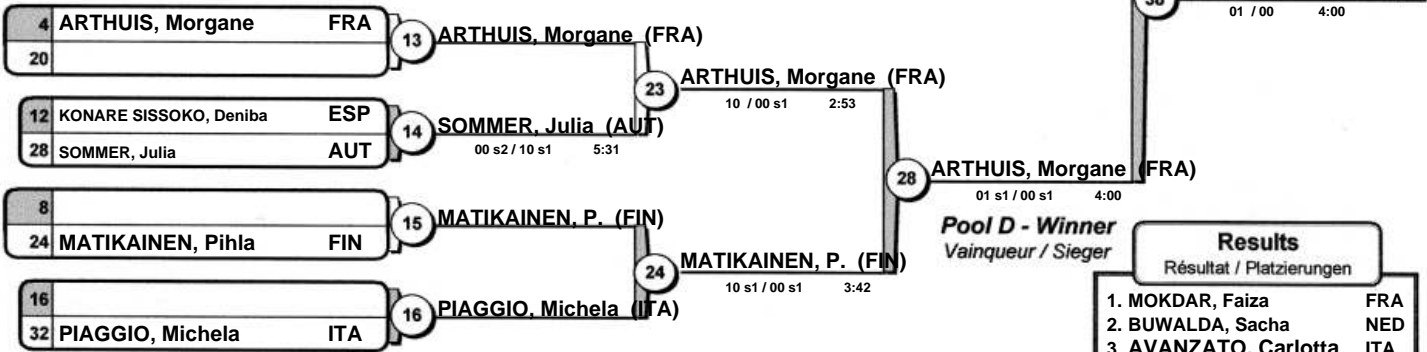 4 ARTHUIS, Morgane FRA
20
13 ARTHUIS, Morgane (FRA)
12 KONARE SISSOKO, Deniba ESP
28 SOMMER, Julia AUT
14 SOMMER, Julia (AUT)
00 s2 / 10 s1 5:31
23 ARTHUIS, Morgane (FRA)
10 / 00 s1 2:53
8
24 MATIKAINEN, Pihla FIN
15 MATIKAINEN, P. (FIN)
16
32 PIAGGIO, Michela ITA
16 PIAGGIO, Michela (ITA)
24 MATIKAINEN, P. (FIN)
10 s1 / 00 s1 3:42
28 ARTHUIS, Morgane (FRA)
01 s1 / 00 s1 4:00
Pool D - Winner
Vainqueur / Sieger
01 / 00 4:00
Results
Résultat / Platzierungen
1. MOKDAR, Faiza FRA
2. BUWALDA, Sacha NED
3. AVANZATO, Carlotta ITA